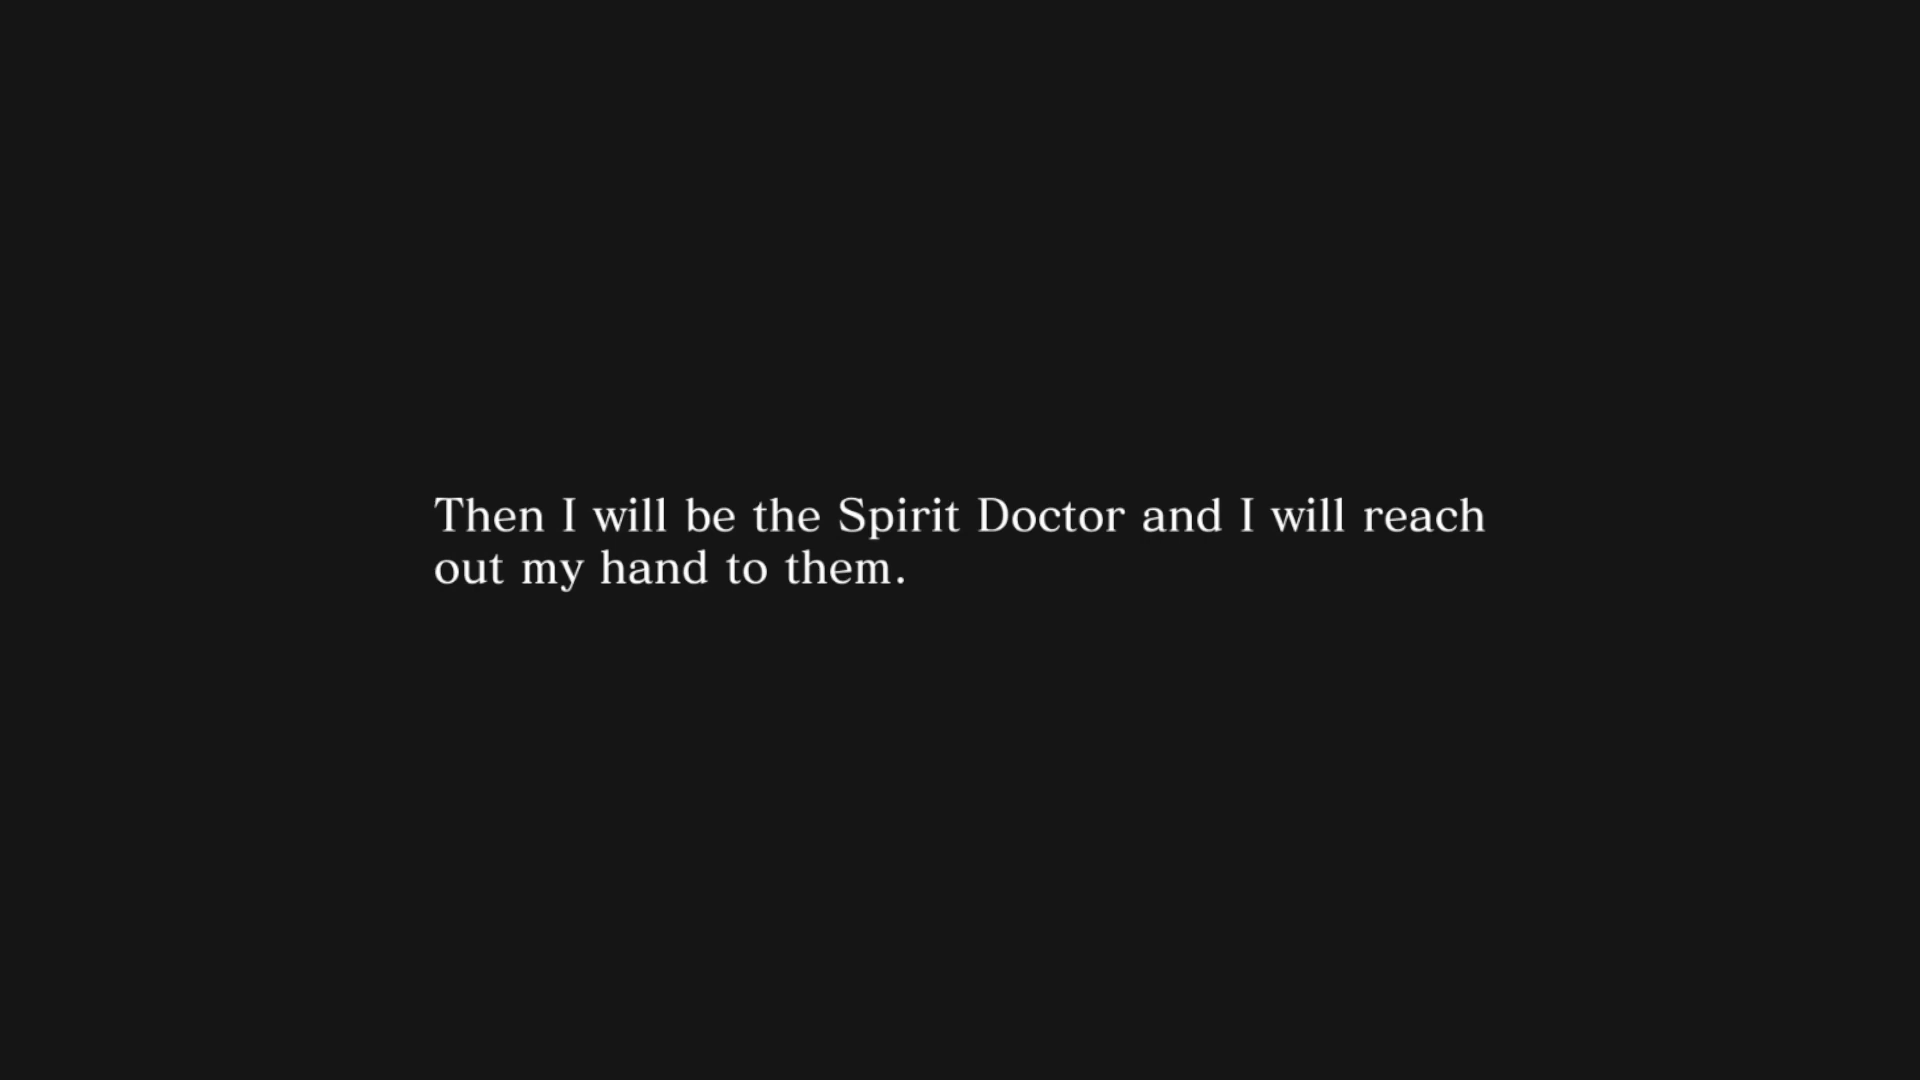 Then I will be the Spirit Doctor and I will reach
out my hand to them.